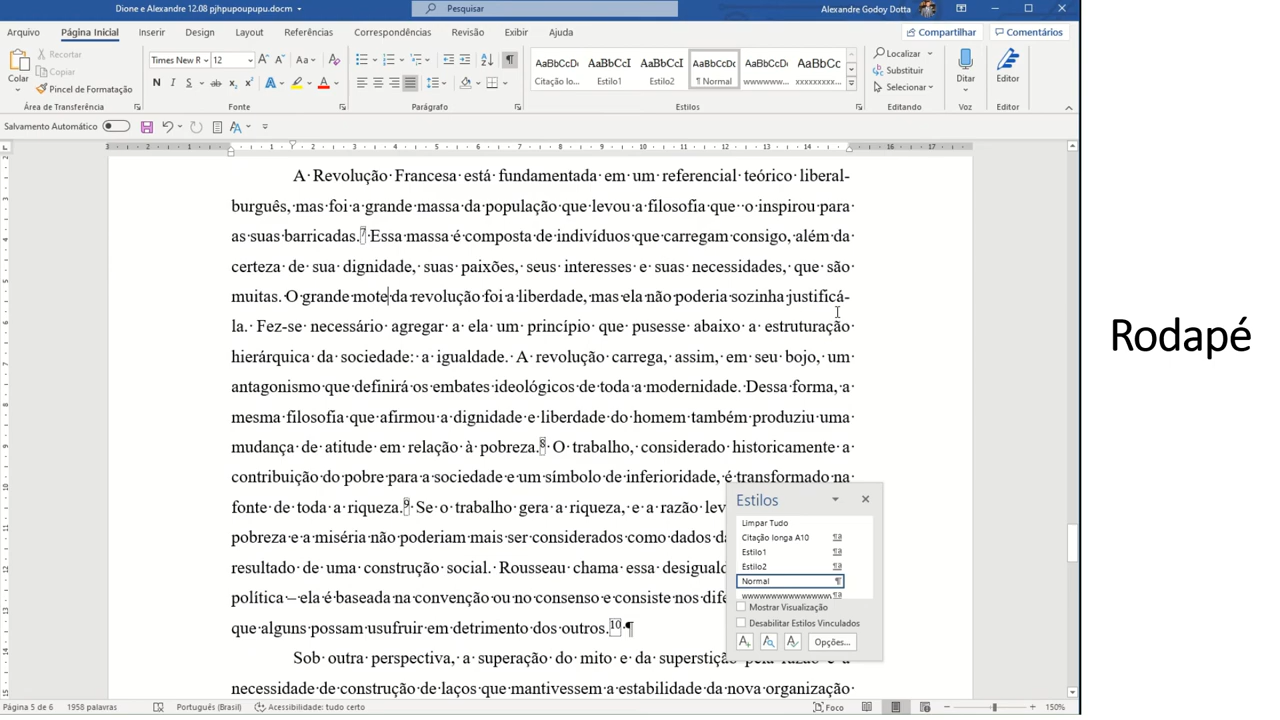 Dione e Alexandre 12.08 pjhpupoupupu.docm
Pesquisar
Alexandre Godoy Dotta
Arquivo Página Inicial Inserir Design Layout Referências Correspondências Revisão Exibir Ajuda
Compartilhar Comentários
Colar
Recortar
Copiar
Pincel de Formatação
Times New R 12
N I S ab x₂ x²
AaBbCcDc AaBbCcI AaBbCcI AaBbCcDc AaBbCcDc AaBbCc
Citação lo... Estilo1 Estilo2 ¶ Normal wwwwww... xxxxxxxxx...
Localizar
Substituir
Selecionar
Ditar
Editor
Área de Transferência Fonte Parágrafo Estilos Editando Voz Editor
Salvamento Automático
A Revolução Francesa está fundamentada em um referencial teórico liberal-
burguês, mas foi a grande massa da população que levou a filosofia que o inspirou para
as suas barricadas.7 Essa massa é composta de indivíduos que carregam consigo, além da
certeza de sua dignidade, suas paixões, seus interesses e suas necessidades, que são
muitas. O grande mote da revolução foi a liberdade, mas ela não poderia sozinha justificá-
la. Fez-se necessário agregar a ela um princípio que pusesse abaixo a estruturação
hierárquica da sociedade: a igualdade. A revolução carrega, assim, em seu bojo, um
antagonismo que definirá os embates ideológicos de toda a modernidade. Dessa forma, a
mesma filosofia que afirmou a dignidade e liberdade do homem também produziu uma
mudança de atitude em relação à pobreza.8 O trabalho, considerado historicamente a
contribuição do pobre para a sociedade e um símbolo de inferioridade, é transformado na
fonte de toda a riqueza.9 Se o trabalho gera a riqueza, e a razão lev
pobreza e a miséria não poderiam mais ser considerados como dados da
resultado de uma construção social. Rousseau chama essa desiguald
política – ela é baseada na convenção ou no consenso e consiste nos dife
que alguns possam usufruir em detrimento dos outros.10 ¶
Sob outra perspectiva, a superação do mito e da superstição pela razão e a
necessidade de construção de laços que mantivessem a estabilidade da nova organização
Estilos
Limpar Tudo
Citação longa A10
Estilo1
Estilo2
Normal
Mostrar Visualização
Desabilitar Estilos Vinculados
Opções...
Página 5 de 6 1958 palavras Português (Brasil) Acessibilidade: tudo certo Foco 150%
Rodapé